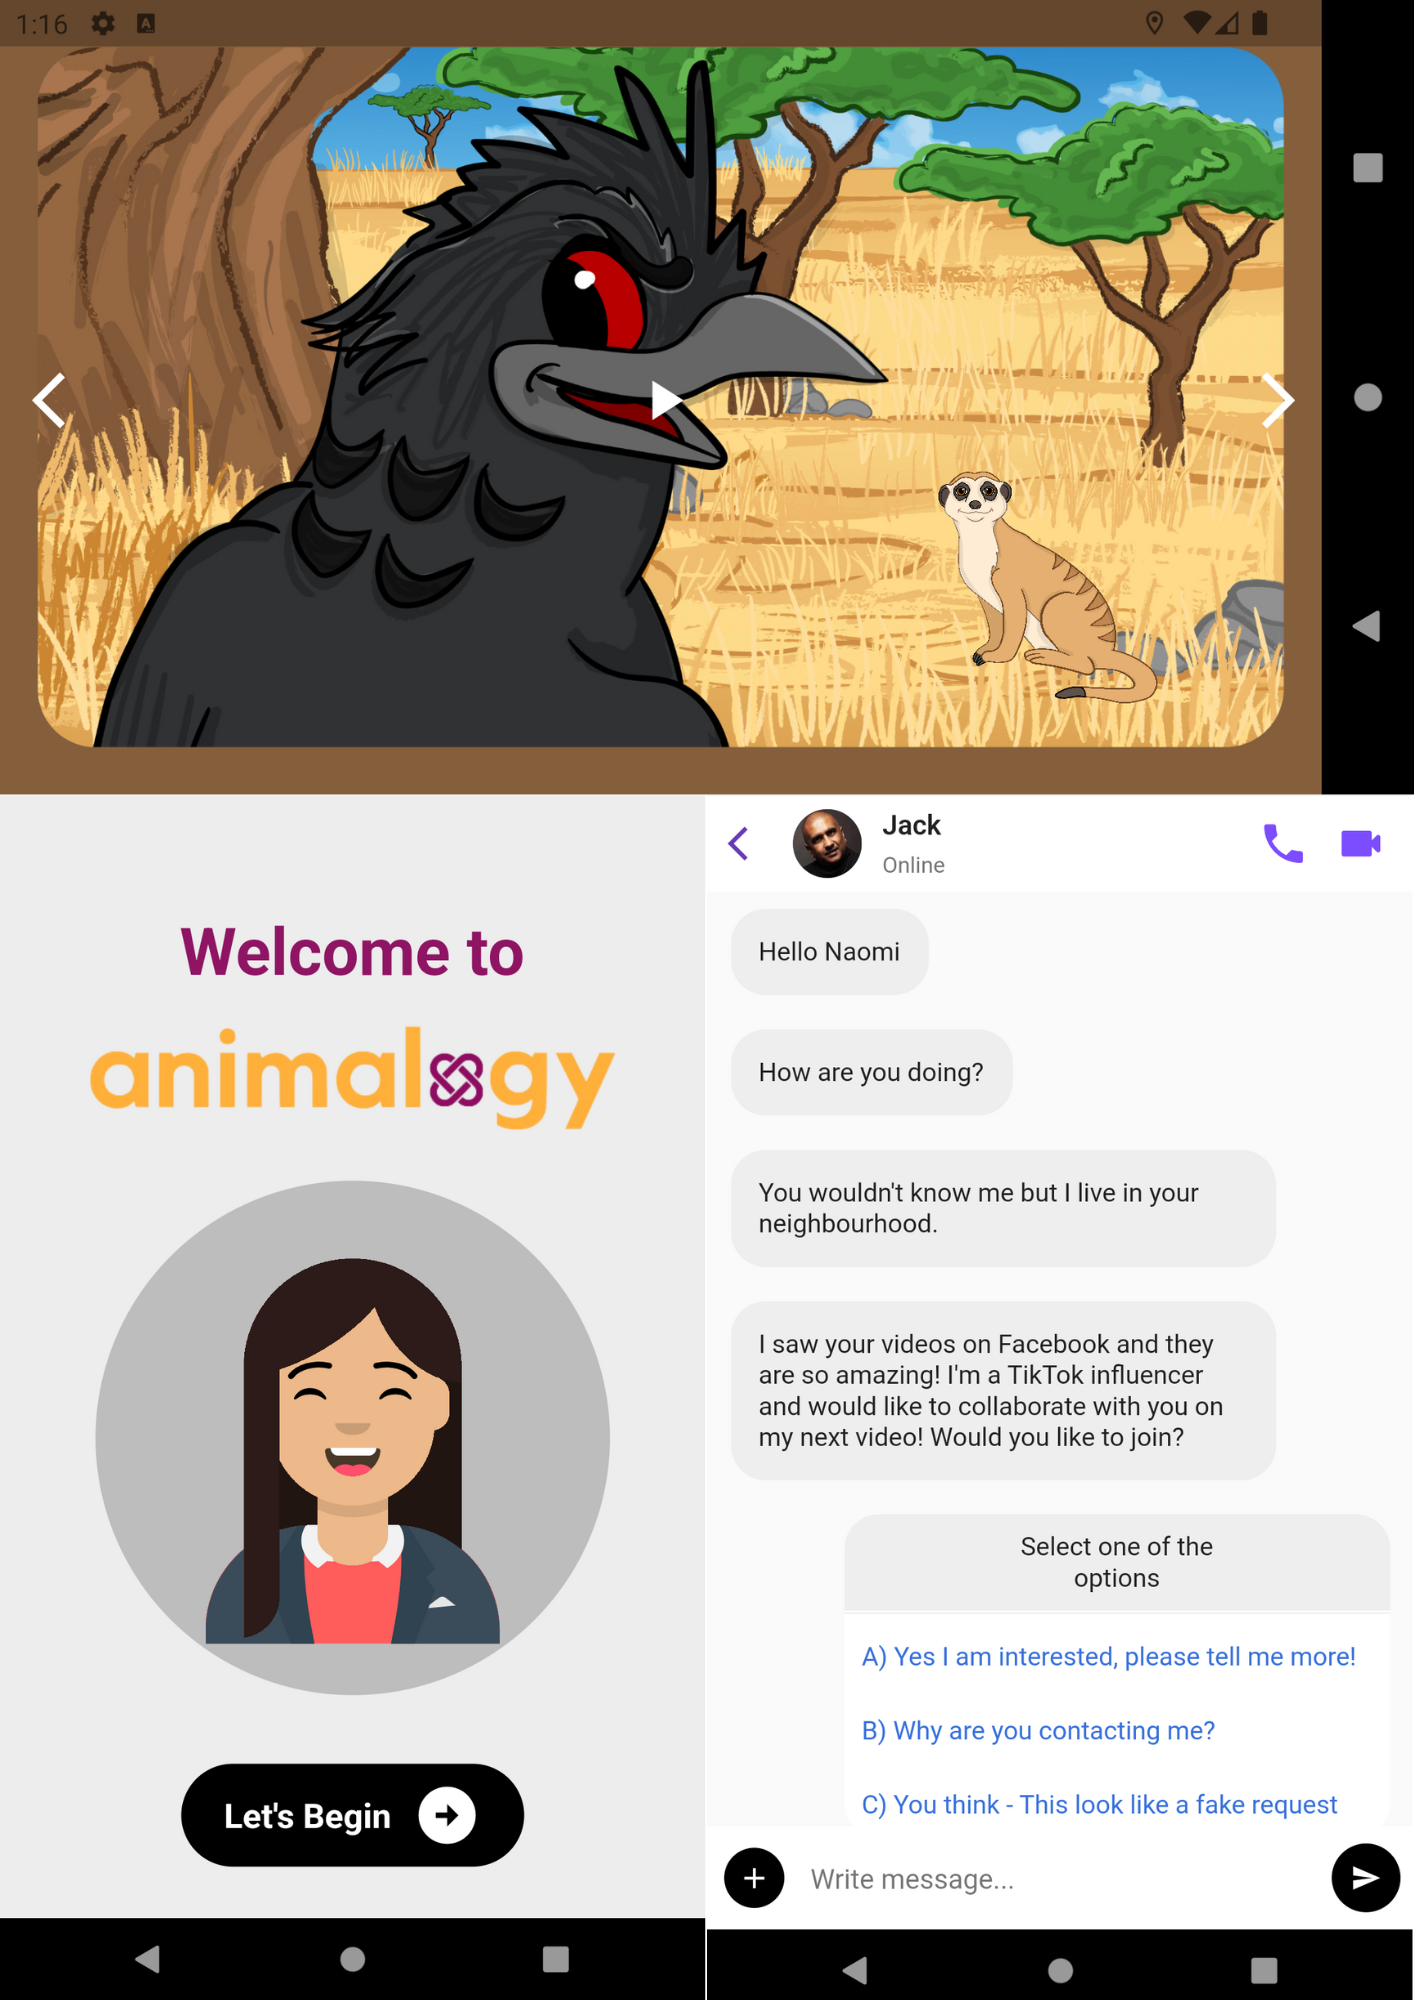 1:16
Welcome to
animalogy
Let's Begin
Jack
Online
Hello Naomi
How are you doing?
You wouldn't know me but I live in your
neighbourhood.
I saw your videos on Facebook and they
are so amazing! I'm a TikTok influencer
and would like to collaborate with you on
my next video! Would you like to join?
Select one of the
options
A) Yes I am interested, please tell me more!
B) Why are you contacting me?
C) You think - This look like a fake request
Write message...